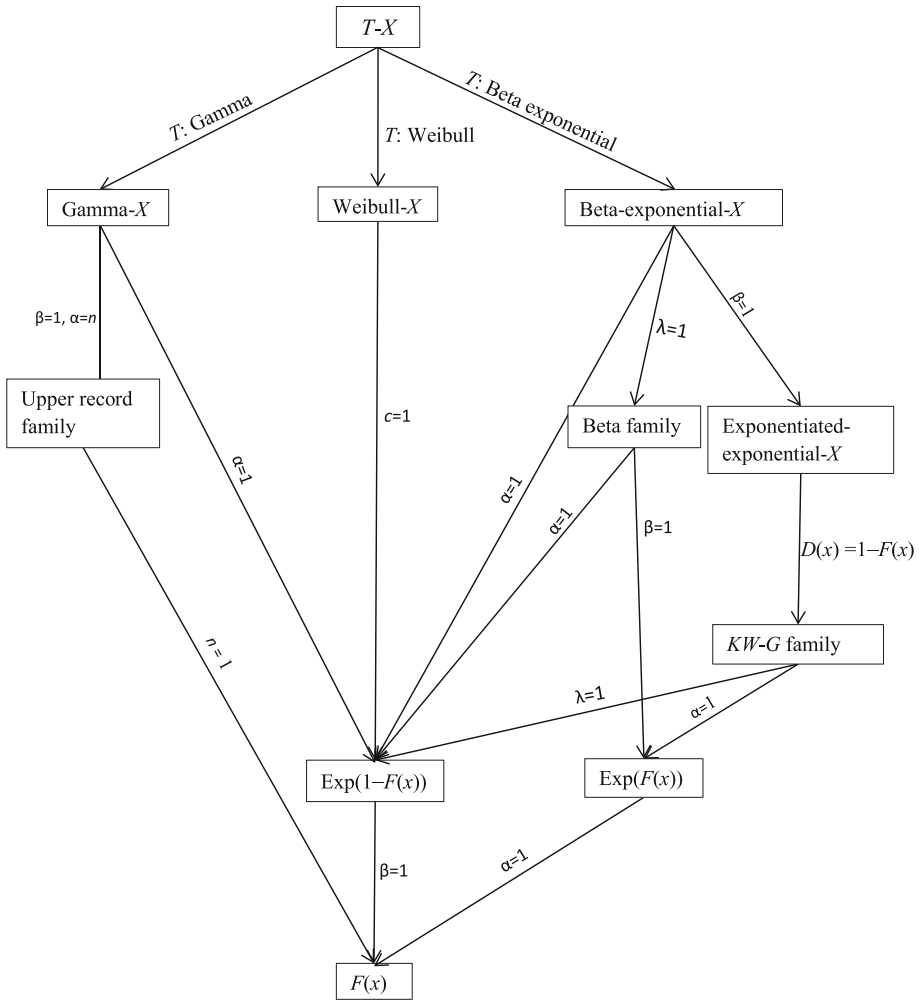 T-X
T: Gamma
T: Weibull
T: Beta exponential
Gamma-X
Weibull-X
Beta-exponential-X
β=1, α=n
λ=1
β=1
Upper record
family
α=1
c=1
α=1
Beta family
Exponentiated-
exponential-X
α=1
β=1
D(x) =1–F(x)
n = 1
KW-G family
λ=1
α=1
Exp(1–F(x))
Exp(F(x))
β=1
α=1
F(x)